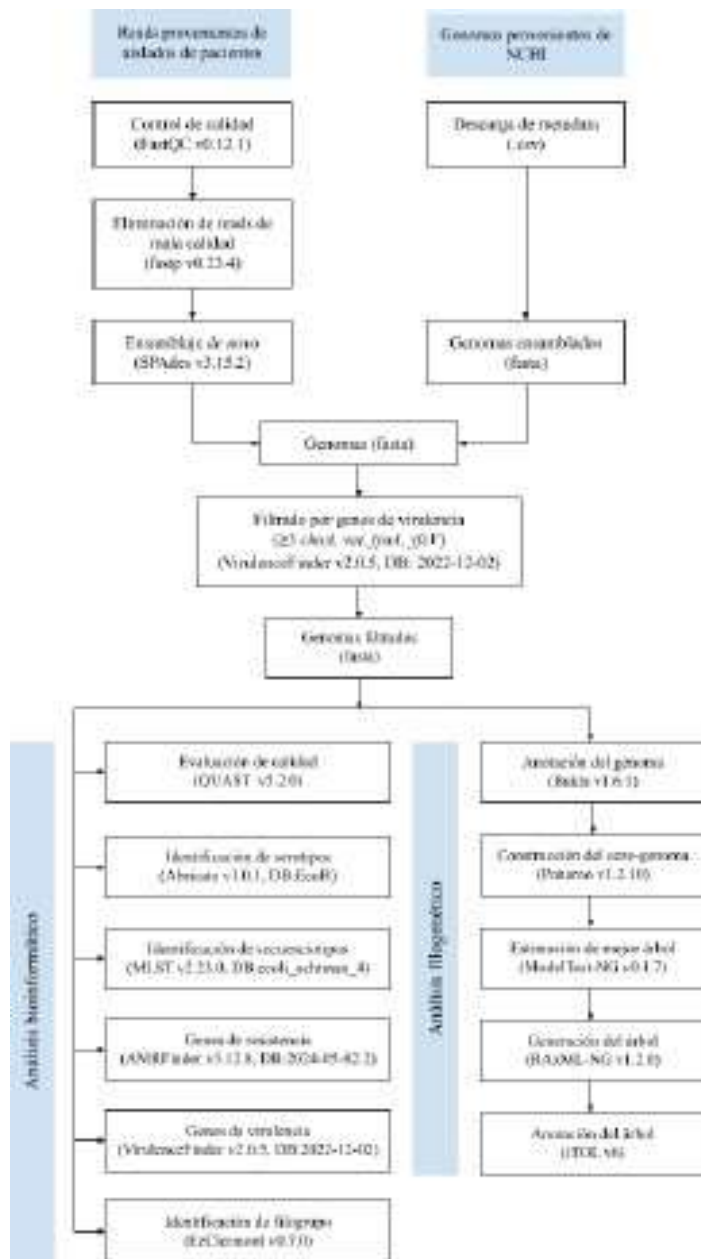 Reads provenientes de
aislados de pacientes
Genomas provenientes de
NCBI
Control de calidad
(FastQC v0.12.1)
Descarga de metadata
(.csv)
Eliminación de reads de
mala calidad
(fastp v0.23.4)
Ensamblaje de novo
(SPAdes v3.15.2)
Genomas ensamblados
(fasta)
Genomas (fasta)
Filtrado por genes de virulencia
(≥3 chuA, vat, fyuA, yfcV)
(VirulenceFinder v2.0.5, DB: 2022-12-02)
Genomas filtrados
(fasta)
Análisis bioinformático
Evaluación de calidad
(QUAST v5.2.0)
Identificación de serotipos
(Abricate v1.0.1, DB:EcoH)
Identificación de secuenciotipos
(MLST v2.23.0, DB:ecoli_achtman_4)
Genes de resistencia
(AMRFinder v3.12.8, DB:2024-05-02.2)
Genes de virulencia
(VirulenceFinder v2.0.5, DB:2022-12-02)
Identificación de filogrupo
(EzClermont v0.7.0)
Análisis filogenético
Anotación del genoma
(Bakta v1.6.1)
Construcción del core-genoma
(Panaroo v1.2.10)
Estimación de mejor árbol
(ModelTest-NG v0.1.7)
Generación del árbol
(RAxML-NG v1.2.0)
Anotación del árbol
(iTOL v6)